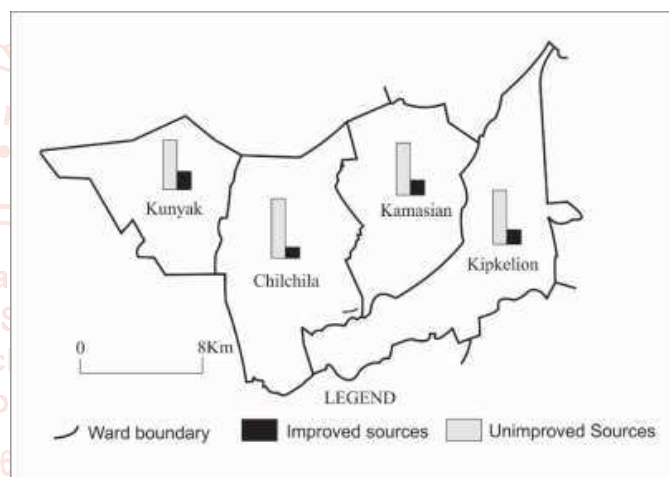 Kunyak
Kamasian
Chilchila
Kipkelion
0 8Km
LEGEND
Ward boundary Improved sources Unimproved Sources